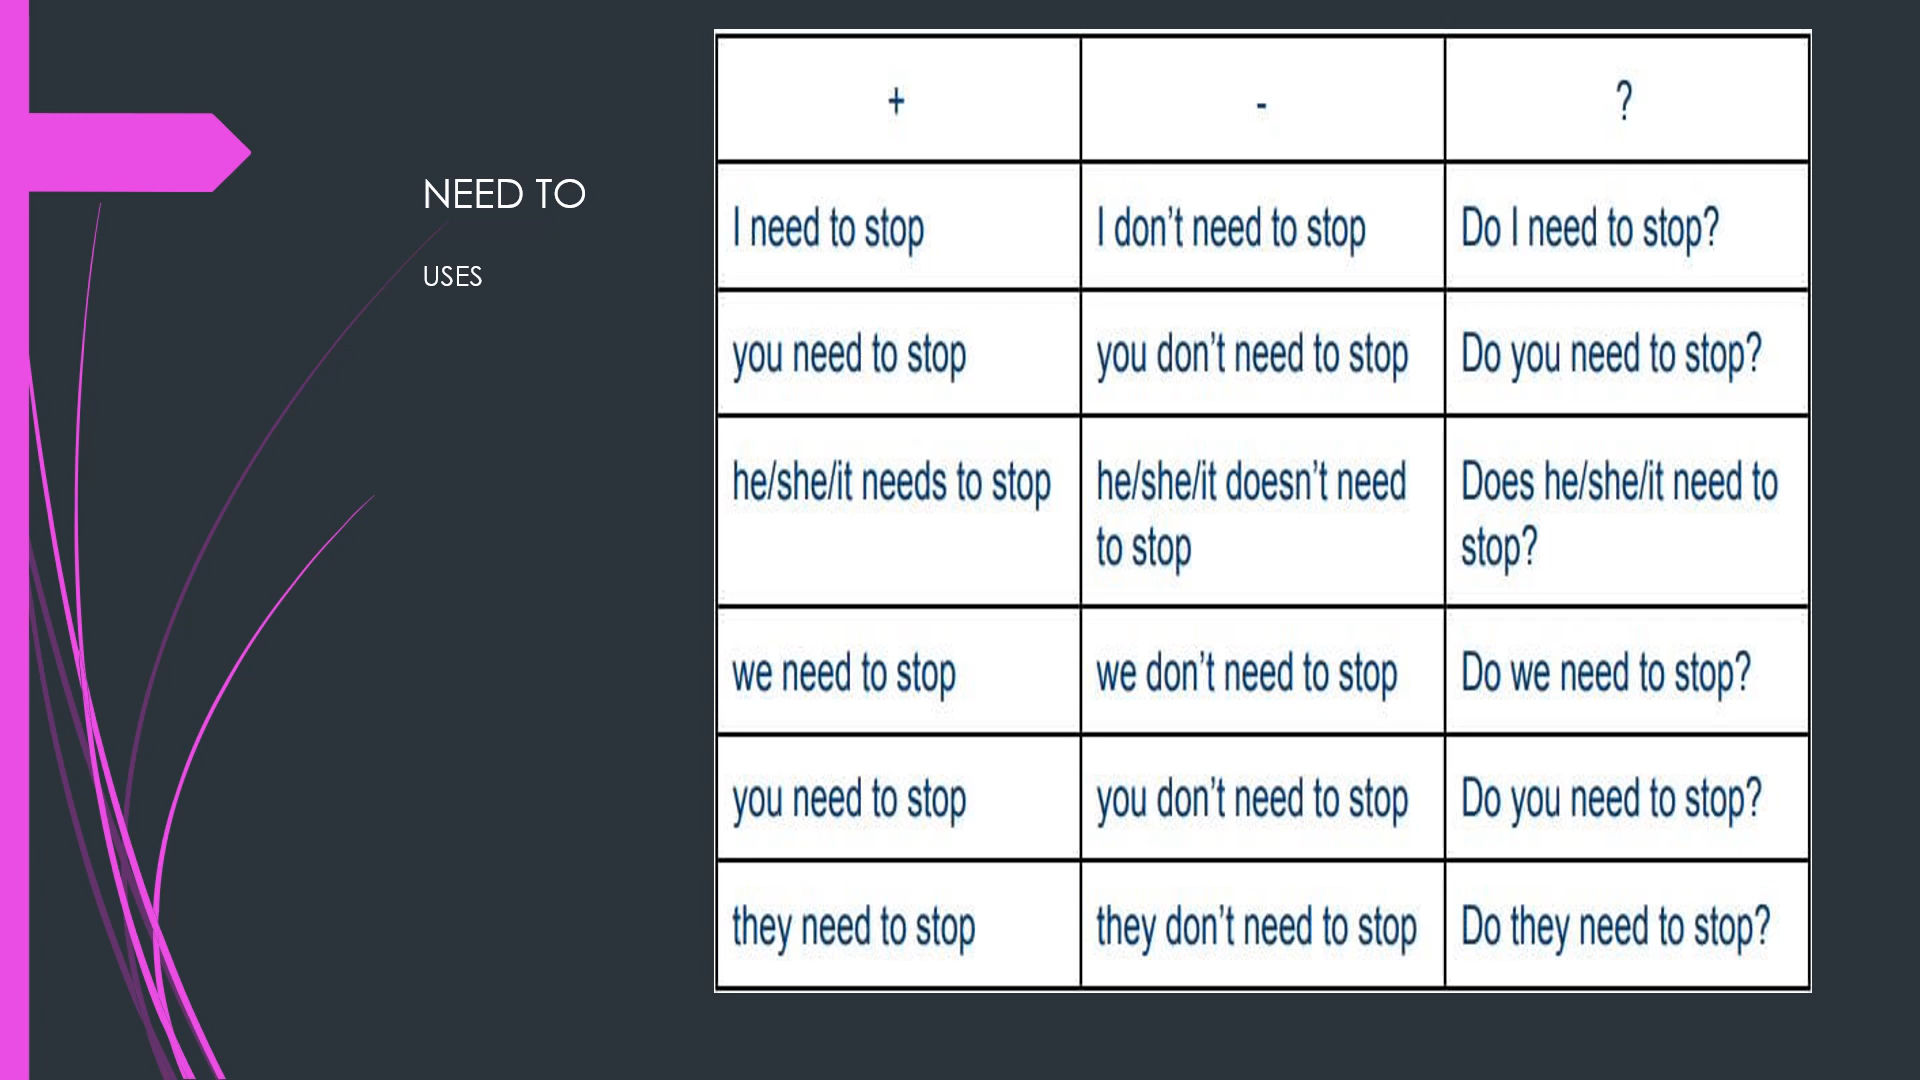 NEED TO
USES
+ - ?
I need to stop I don’t need to stop Do I need to stop?
you need to stop you don’t need to stop Do you need to stop?
he/she/it needs to stop he/she/it doesn’t need to stop Does he/she/it need to stop?
we need to stop we don’t need to stop Do we need to stop?
you need to stop you don’t need to stop Do you need to stop?
they need to stop they don’t need to stop Do they need to stop?